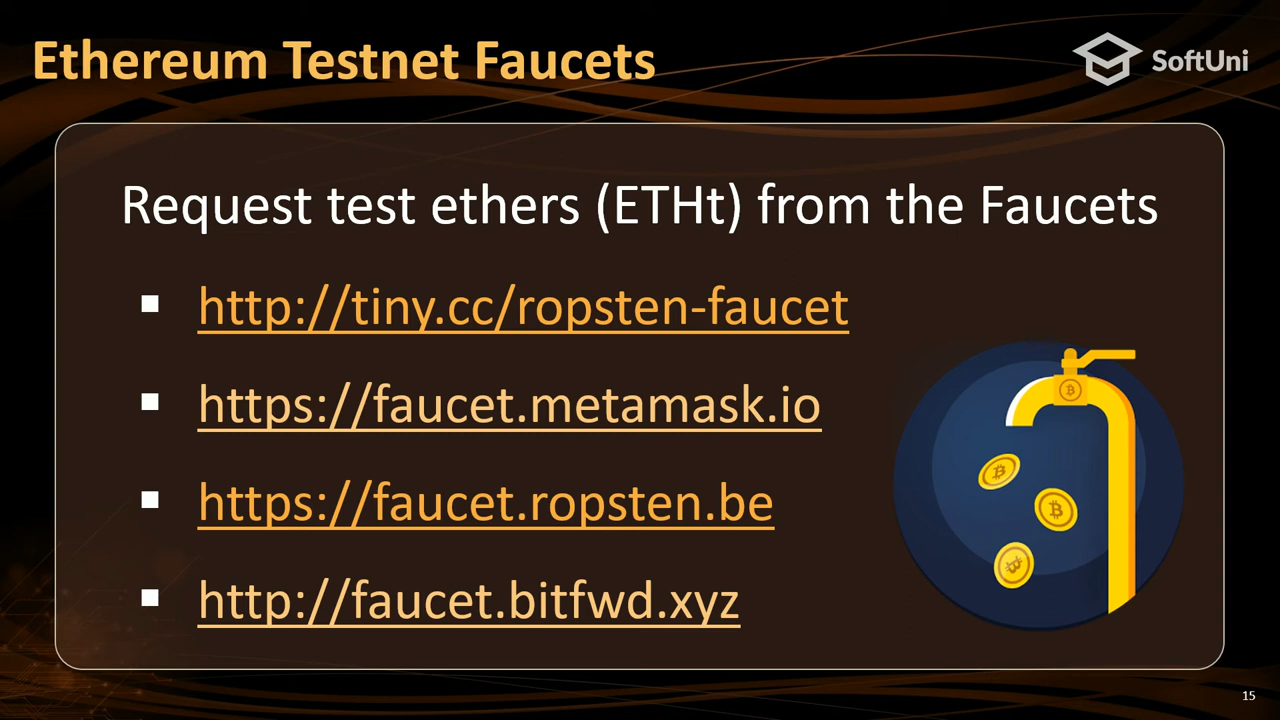 Ethereum Testnet Faucets
SoftUni
Request test ethers (ETHt) from the Faucets
http://tiny.cc/ropsten-faucet
https://faucet.metamask.io
https://faucet.ropsten.be
http://faucet.bitfwd.xyz
15